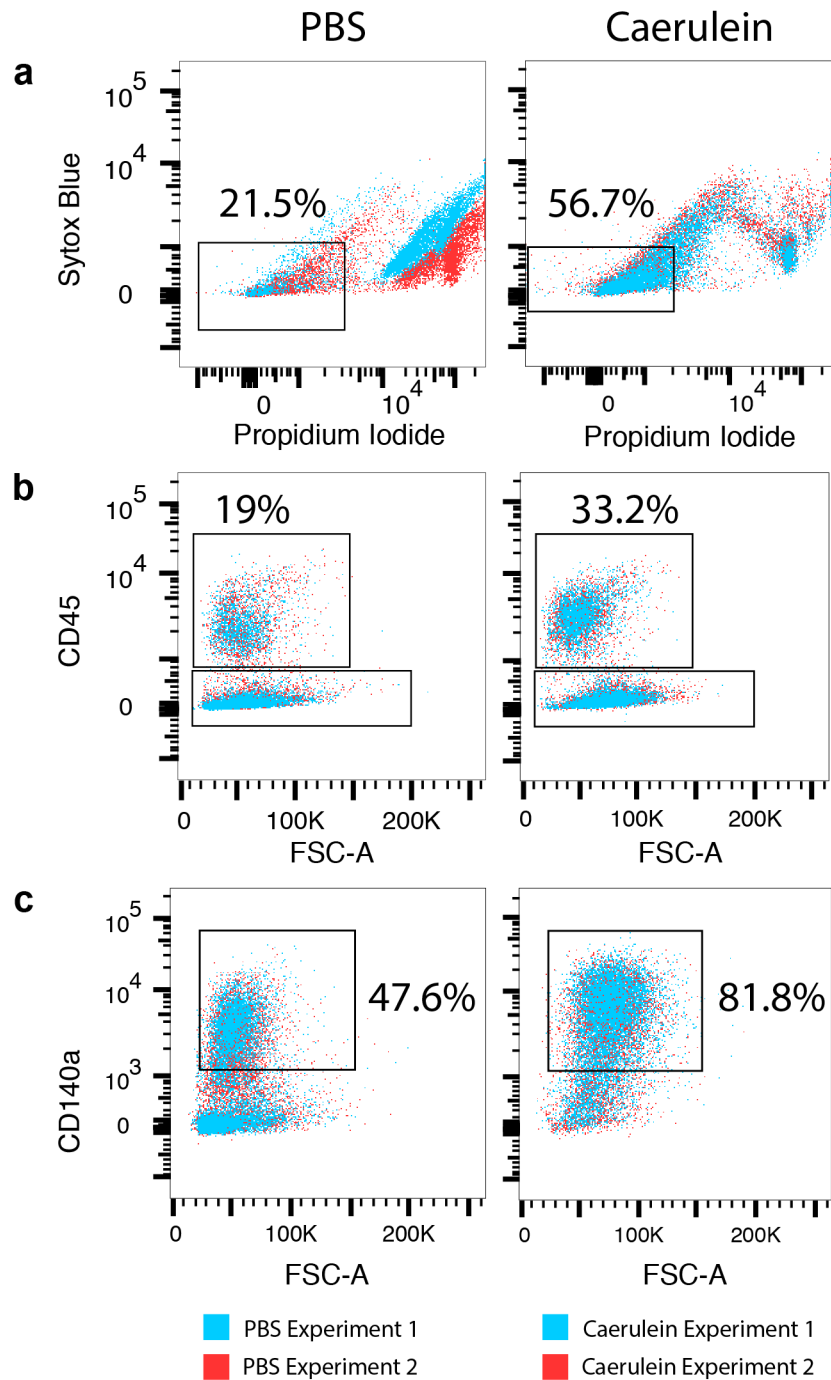 PBS Caerulein
a
10^5
10^4
0
Sytox Blue
21.5%
56.7%
0 10^4 0 10^4
Propidium Iodide Propidium Iodide
b
10^5
10^4
0
CD45
19%
33.2%
0 100K 200K 0 100K 200K
FSC-A FSC-A
c
10^5
10^4
10^3
0
CD140a
47.6%
81.8%
0 100K 200K 0 100K 200K
FSC-A FSC-A
PBS Experiment 1 Caerulein Experiment 1
PBS Experiment 2 Caerulein Experiment 2